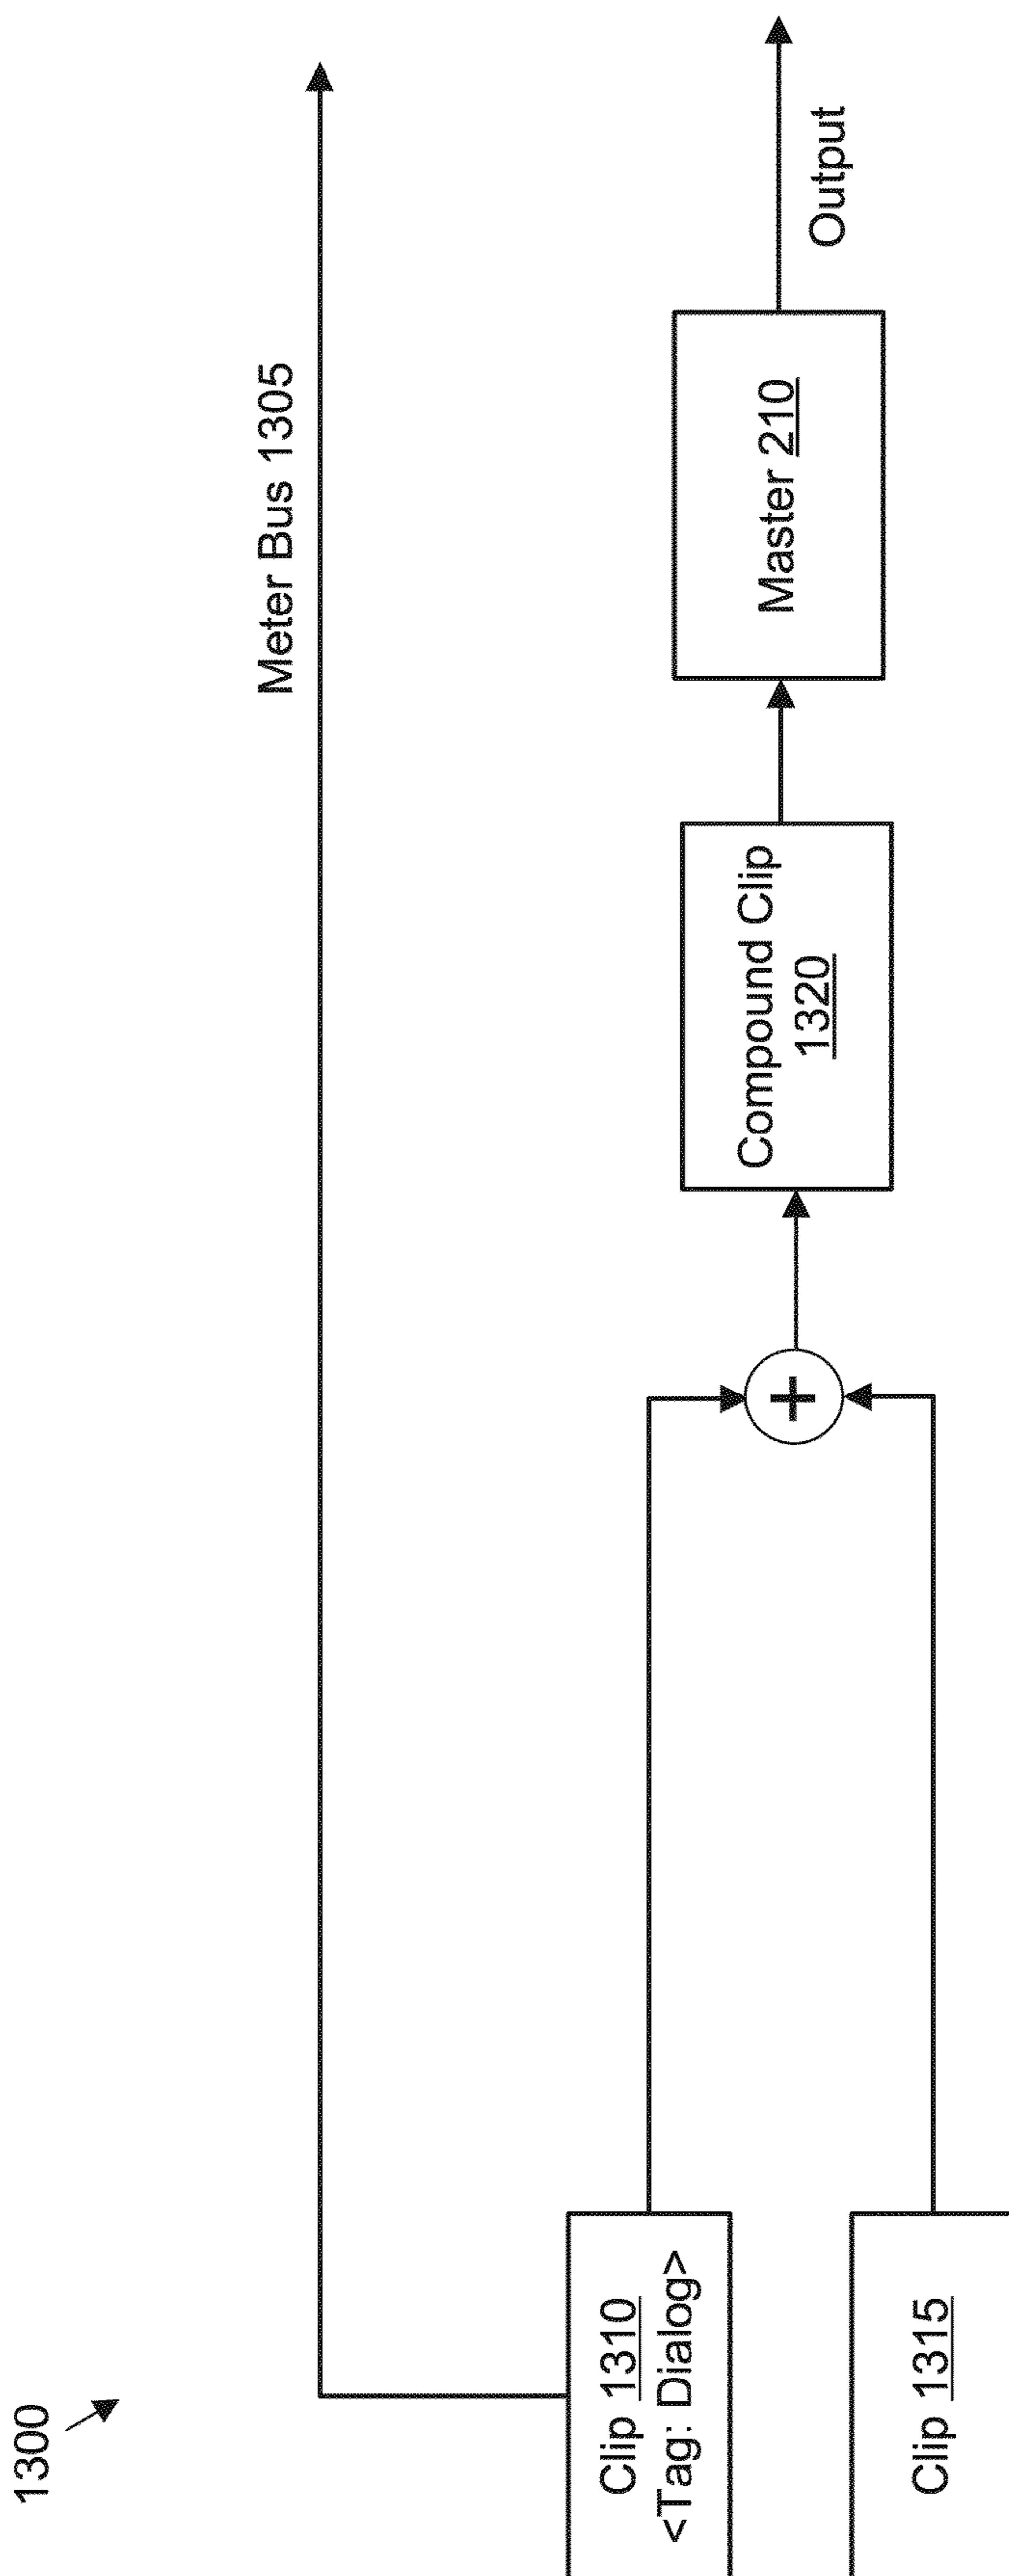 1300
Meter Bus 1305
Clip 1310
<Tag: Dialog>
Clip 1315
Compound Clip
1320
Master 210
Output
+